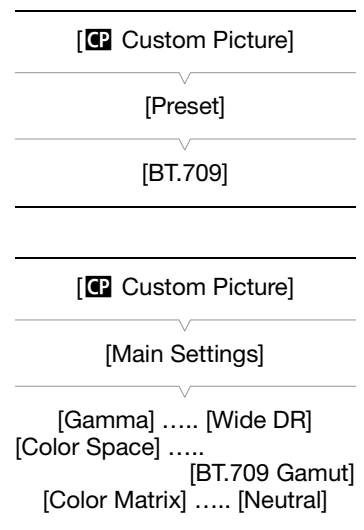 [CP Custom Picture]
[Preset]
[BT.709]
[CP Custom Picture]
[Main Settings]
[Gamma] ..... [Wide DR]
[Color Space] .....
[BT.709 Gamut]
[Color Matrix] ..... [Neutral]